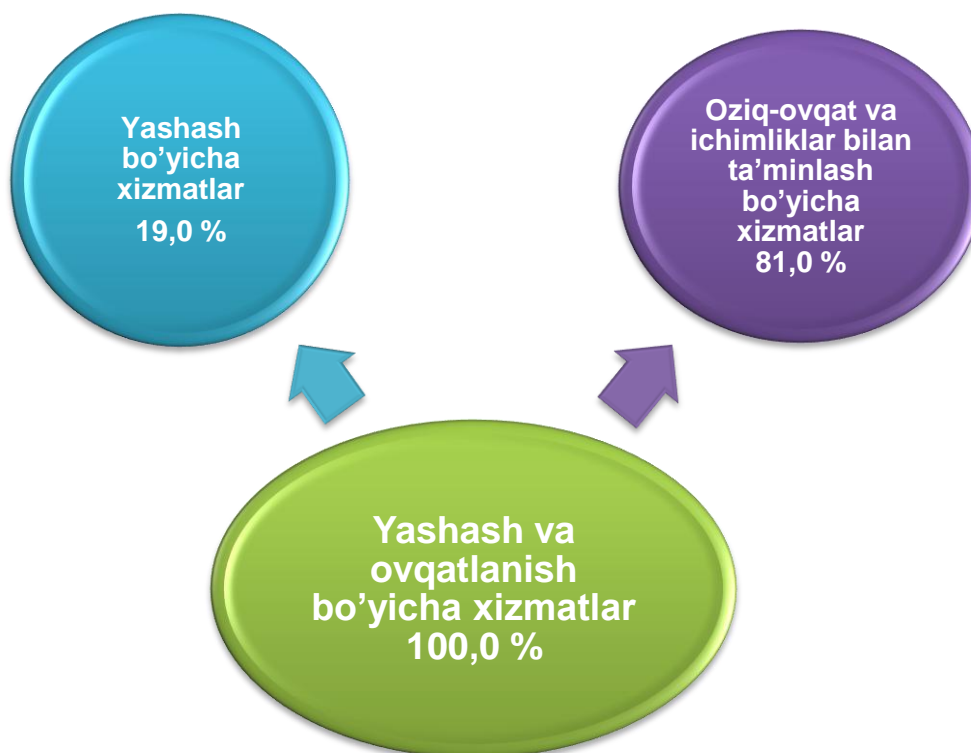 Yashash
bo’yicha
xizmatlar
19,0 %
Oziq-ovqat va
ichimliklar bilan
ta’minlash
bo’yicha
xizmatlar
81,0 %
Yashash va
ovqatlanish
bo’yicha xizmatlar
100,0 %